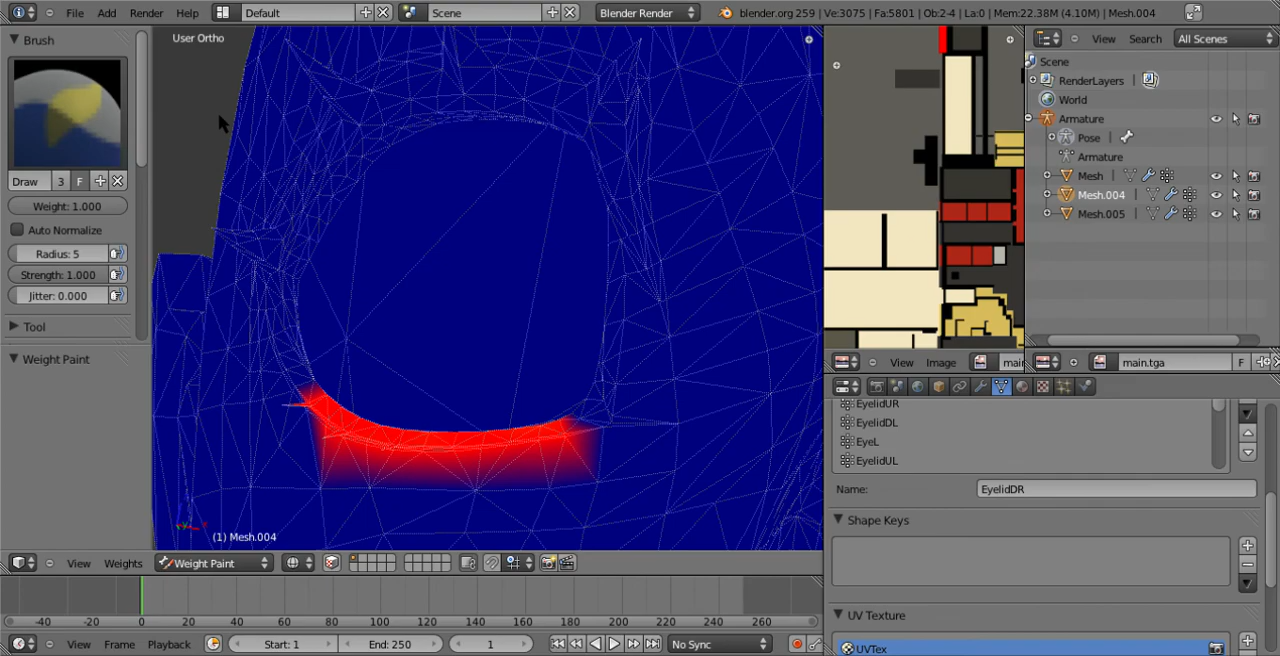 File Add Render Help Default Scene Blender Render blender.org 259 | Ve:3075 | Fa:5801 | Ob:2-4 | La:0 | Mem:22.38M (4.10M) | Mesh.004
Brush
User Ortho
View Search All Scenes
Scene
RenderLayers
World
Armature
Pose
Armature
Mesh
Mesh.004
Mesh.005
Draw 3 F
Weight: 1.000
Auto Normalize
Radius: 5
Strength: 1.000
Jitter: 0.000
Tool
Weight Paint
View Image main
main.tga F
EyelidUR
EyelidDL
EyeL
EyelidUL
Name: EyelidDR
Shape Keys
(1) Mesh.004
View Weights Weight Paint
-40 -20 0 20 40 60 80 100 120 140 160 180 200 220 240 260
UV Texture
View Frame Playback Start: 1 End: 250 1 No Sync
UVTex